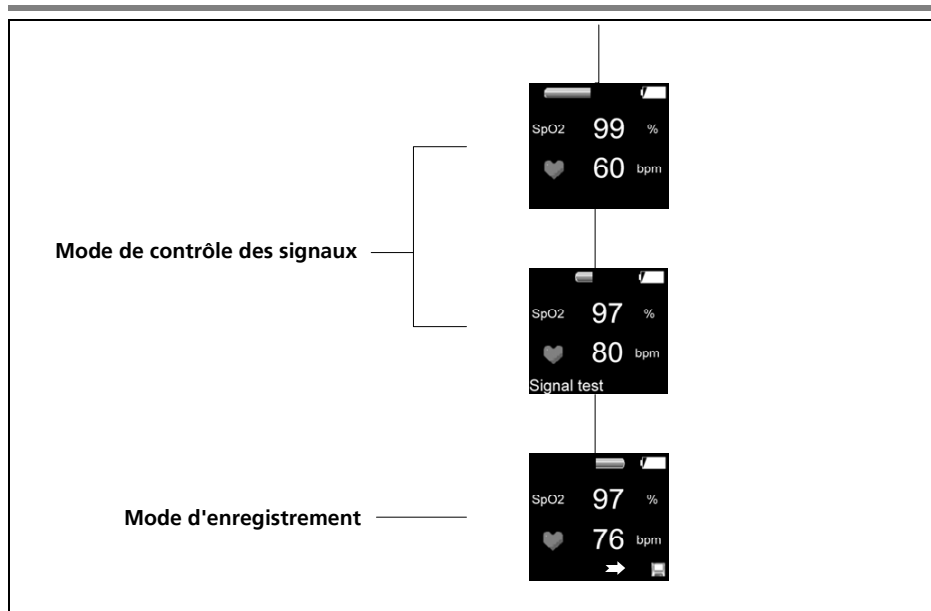 SpO2 99 %
60 bpm
Mode de contrôle des signaux
SpO2 97 %
80 bpm
Signal test
SpO2 97 %
Mode d'enregistrement
76 bpm